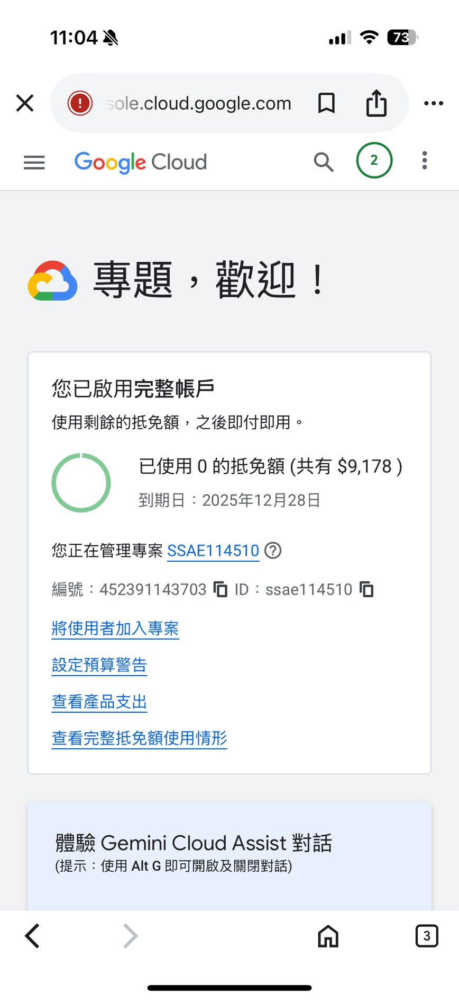 11:04
73
sole.cloud.google.com
Google Cloud
2
專題，歡迎！
您已啟用完整帳戶
使用剩餘的抵免額，之後即付即用。
已使用 0 的抵免額 (共有 $9,178 )
到期日：2025年12月28日
您正在管理專案 SSAE114510
編號：452391143703 ID：ssae114510
將使用者加入專案
設定預算警告
查看產品支出
查看完整抵免額使用情形
體驗 Gemini Cloud Assist 對話
(提示：使用 Alt G 即可開啟及關閉對話)
3